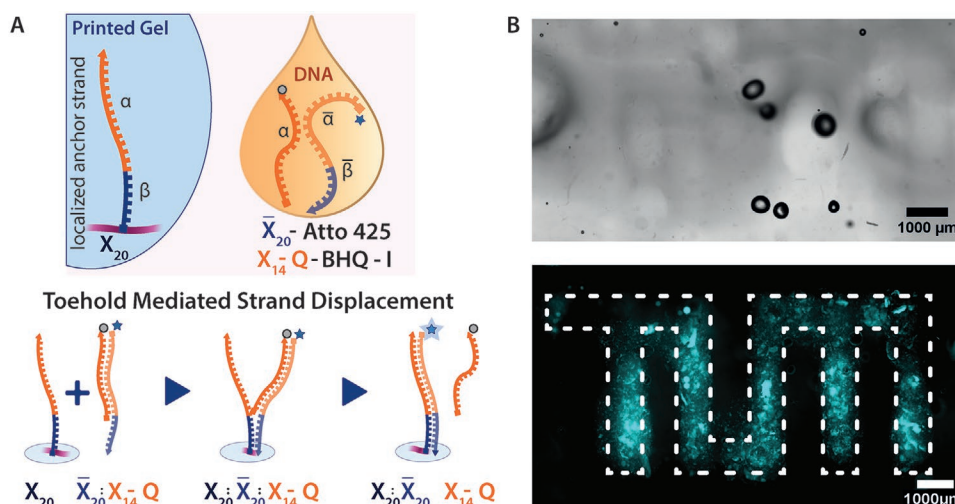 A
Printed Gel
localized anchor strand
α
β
X20
DNA
α
ᾱ
β̄
X̄20- Atto 425
X14- Q - BHQ - I
Toehold Mediated Strand Displacement
+
X20 X̄20: X14- Q
X20: X̄20: X14- Q
X20: X̄20 X14- Q
B
1000 µm
1000µm